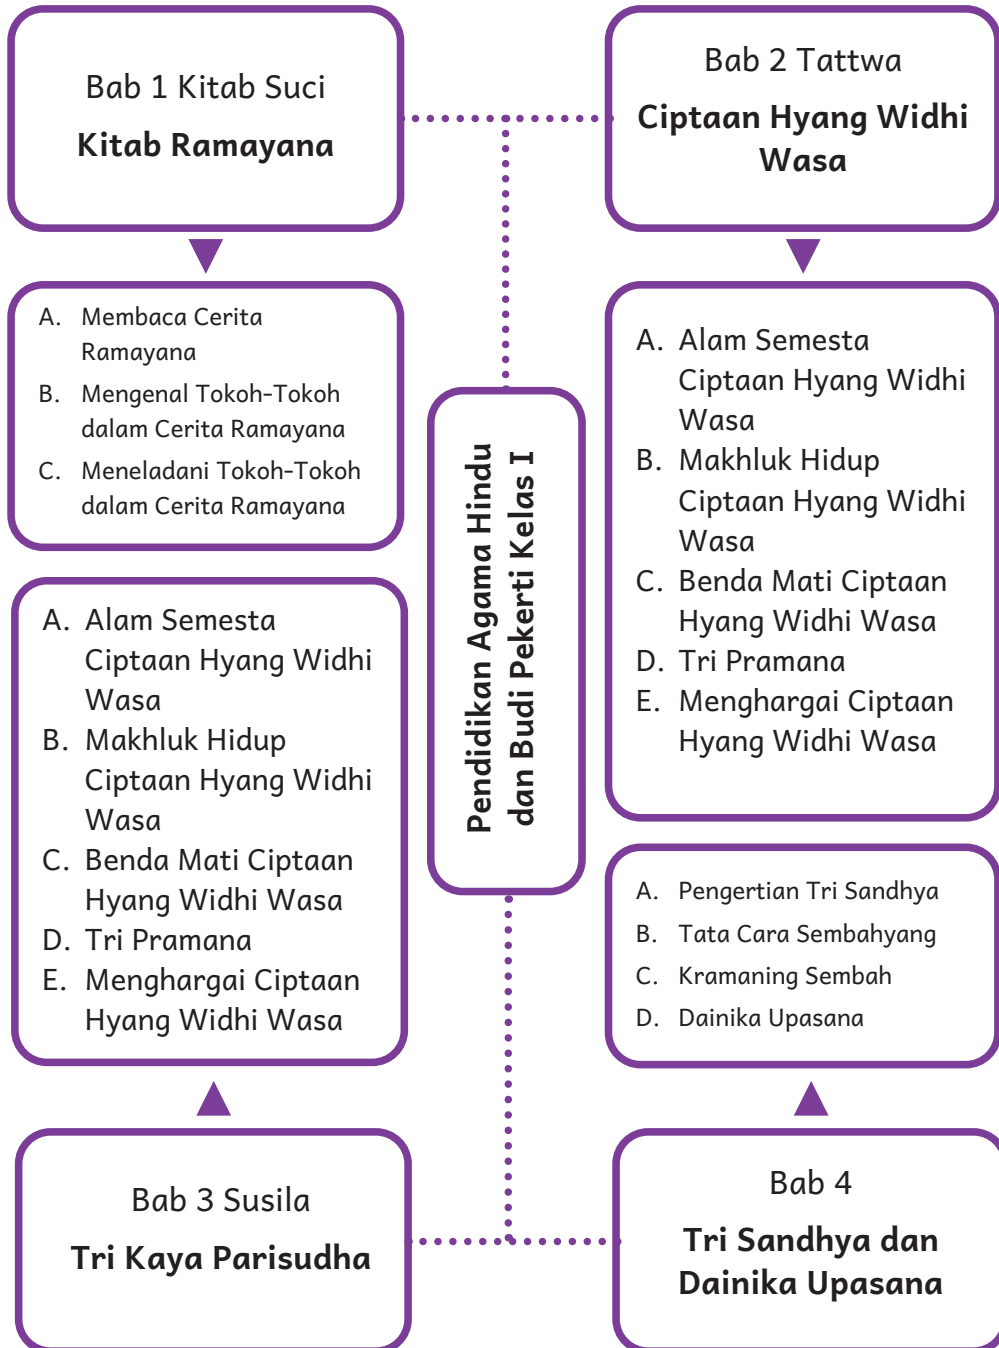 Bab 1 Kitab Suci
Kitab Ramayana
Bab 2 Tattwa
Ciptaan Hyang Widhi
Wasa
A. Membaca Cerita
Ramayana
B. Mengenal Tokoh-Tokoh
dalam Cerita Ramayana
C. Meneladani Tokoh-Tokoh
dalam Cerita Ramayana
A. Alam Semesta
Ciptaan Hyang Widhi
Wasa
B. Makhluk Hidup
Ciptaan Hyang Widhi
Wasa
C. Benda Mati Ciptaan
Hyang Widhi Wasa
D. Tri Pramana
E. Menghargai Ciptaan
Hyang Widhi Wasa
Pendidikan Agama Hindu
dan Budi Pekerti Kelas I
A. Alam Semesta
Ciptaan Hyang Widhi
Wasa
B. Makhluk Hidup
Ciptaan Hyang Widhi
Wasa
C. Benda Mati Ciptaan
Hyang Widhi Wasa
D. Tri Pramana
E. Menghargai Ciptaan
Hyang Widhi Wasa
A. Pengertian Tri Sandhya
B. Tata Cara Sembahyang
C. Kramaning Sembah
D. Dainika Upasana
Bab 3 Susila
Tri Kaya Parisudha
Bab 4
Tri Sandhya dan
Dainika Upasana